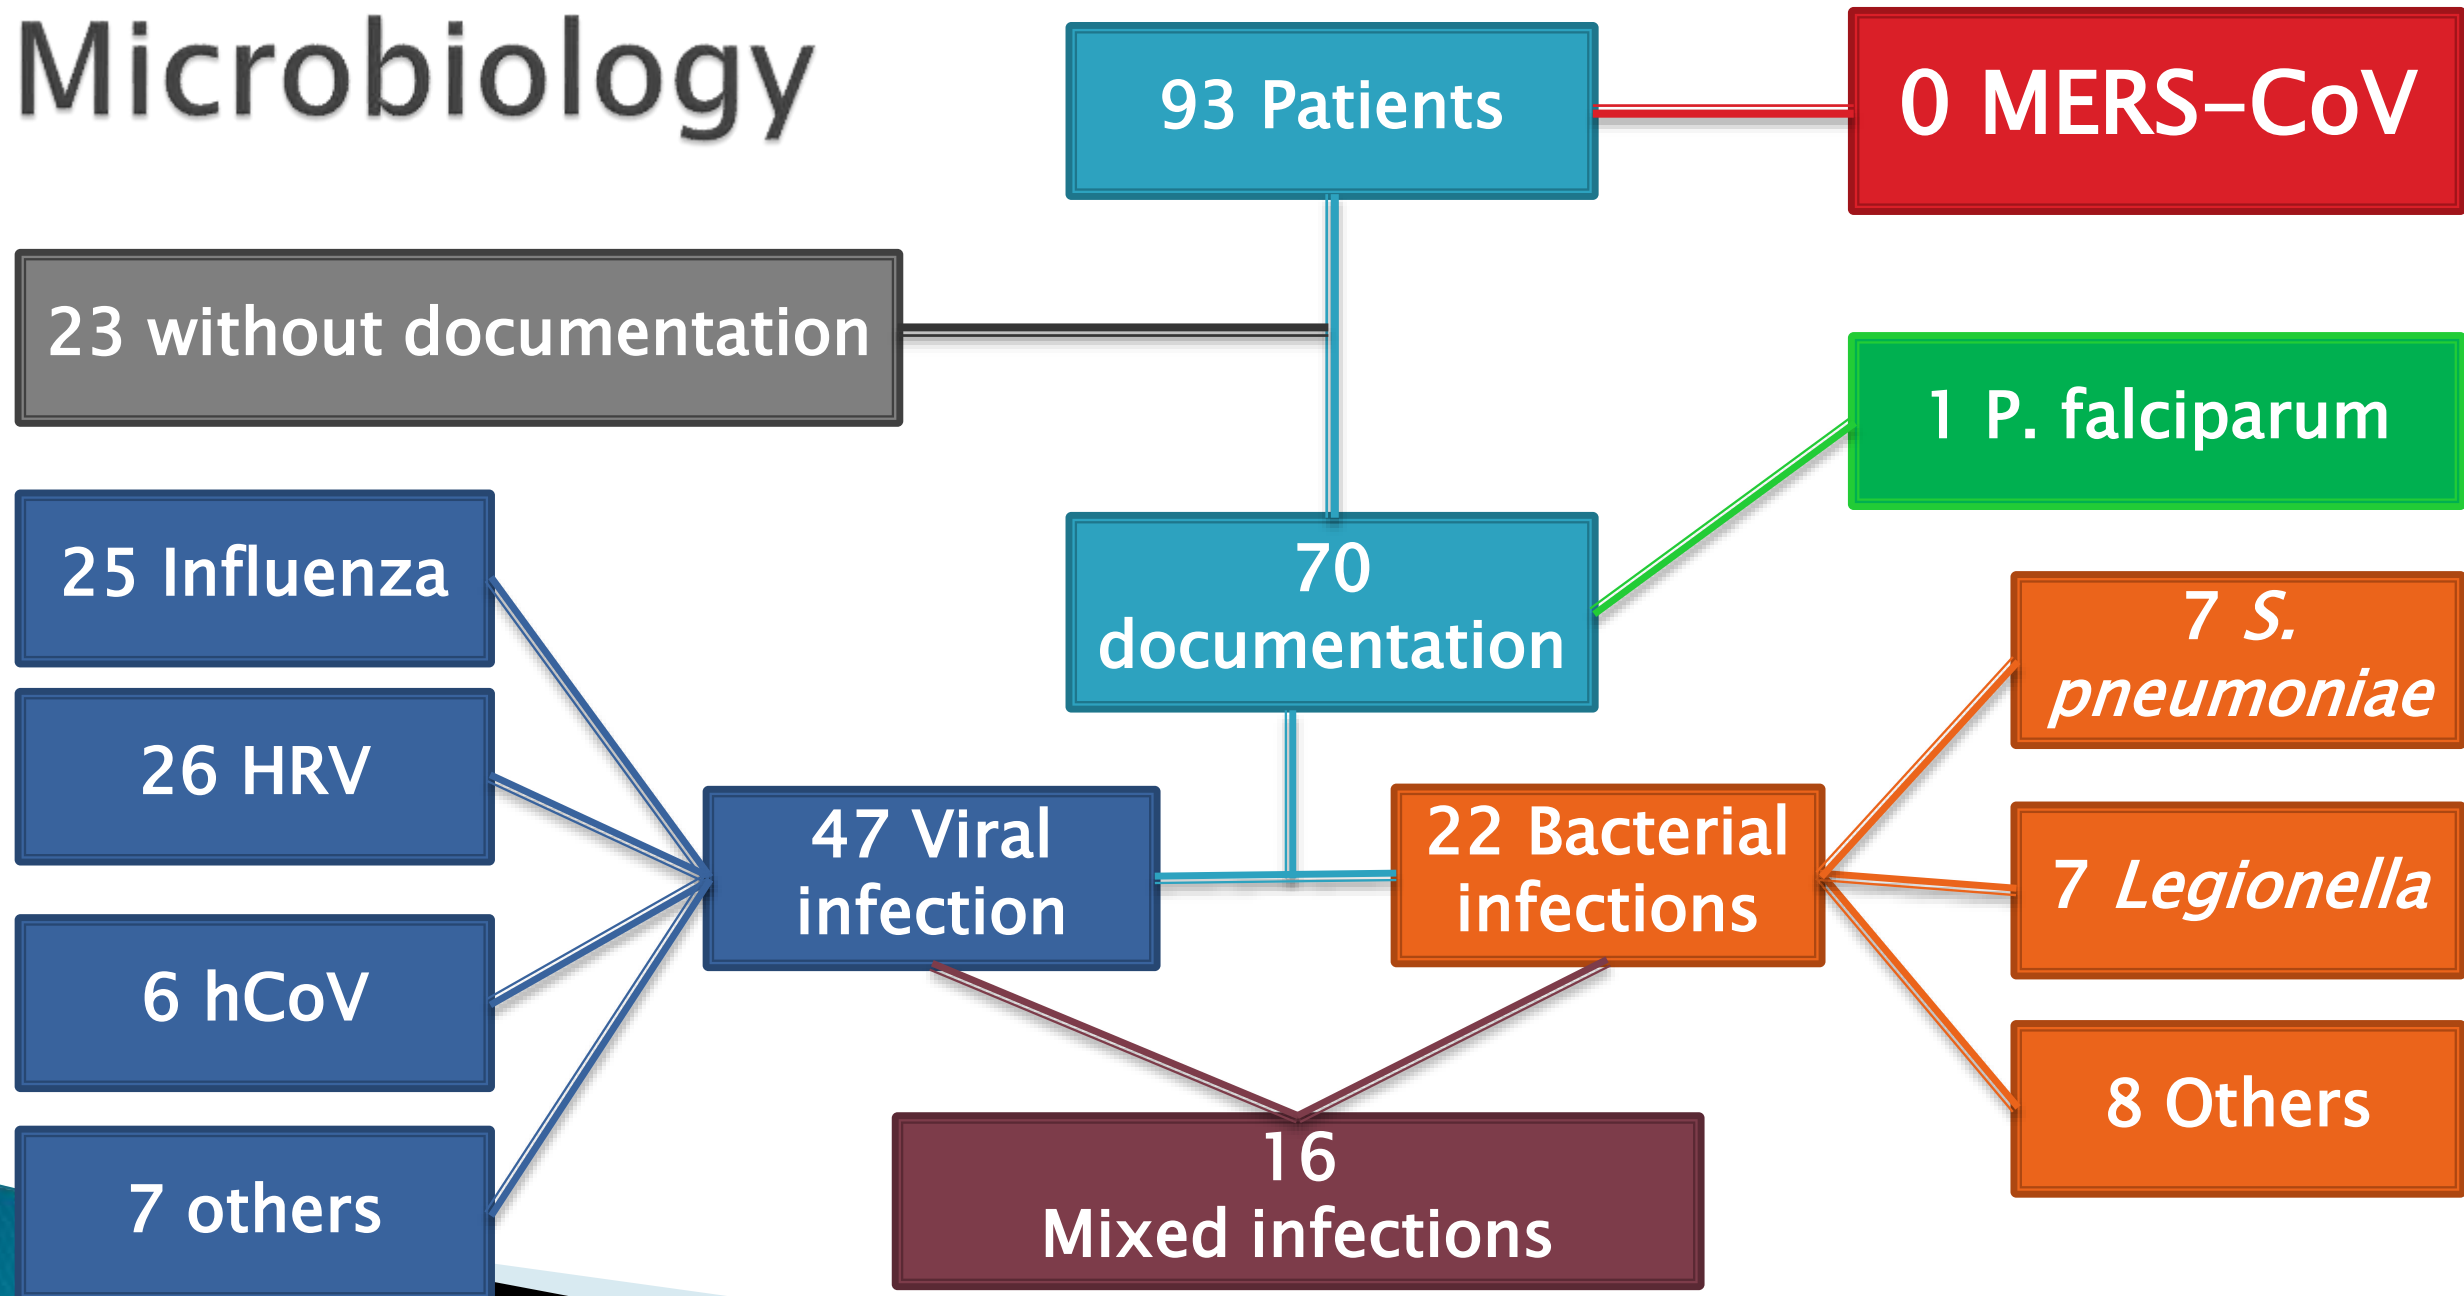 Microbiology
93 Patients
0 MERS-CoV
23 without documentation
1 P. falciparum
25 Influenza
70
documentation
7 S.
pneumoniae
26 HRV
47 Viral
infection
22 Bacterial
infections
7 Legionella
6 hCoV
8 Others
7 others
16
Mixed infections